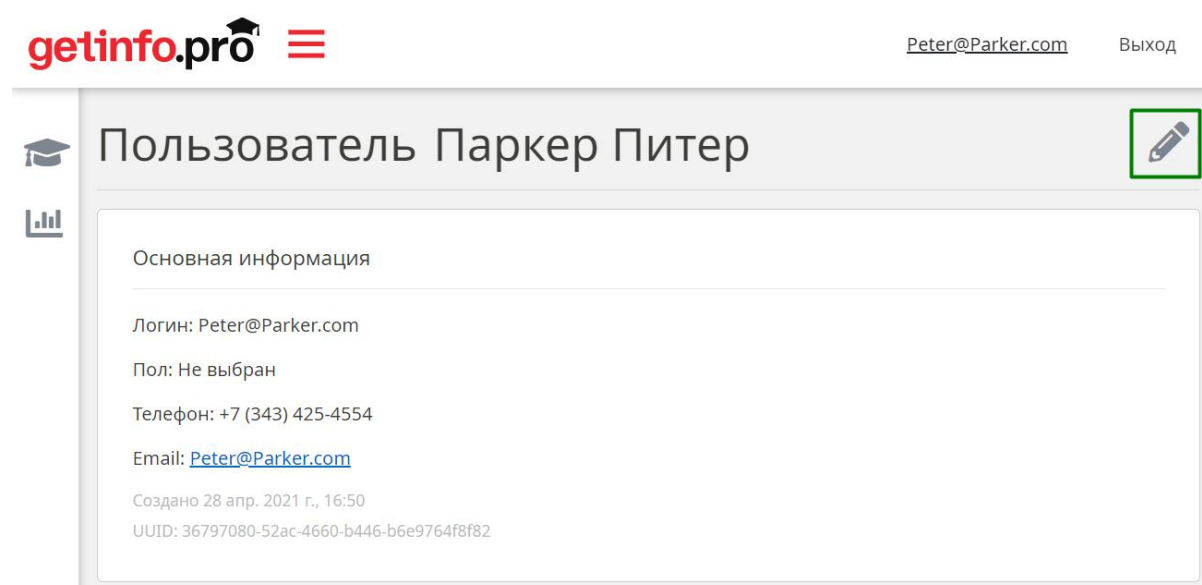 getinfo.pro
Peter@Parker.com Выход
Пользователь Паркер Питер
Основная информация
Логин: Peter@Parker.com
Пол: Не выбран
Телефон: +7 (343) 425-4554
Email: Peter@Parker.com
Создано 28 апр. 2021 г., 16:50
UUID: 36797080-52ac-4660-b446-b6e9764f8f82